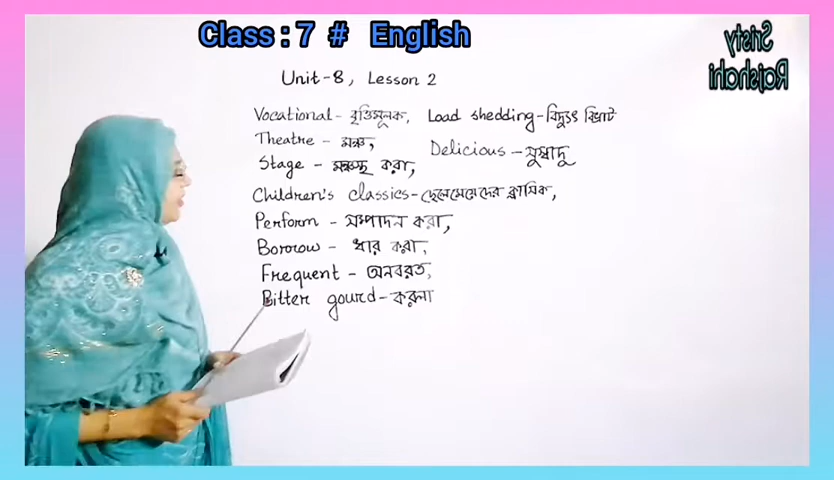 Class : 7 # English
Sristy
Rajshahi
Unit-8, Lesson 2
Vocational - বৃত্তিমূলক, Load shedding - বিদ্যুৎ বিভ্রাট
Theatre - মঞ্চ, Delicious - সুস্বাদু
Stage - মঞ্চস্থ করা,
Children's classics - ছেলেমেয়েদের ক্লাসিক,
Perform - সম্পাদন করা,
Borrow - ধার করা,
Frequent - অনবরত,
Bitter gourd - করলা